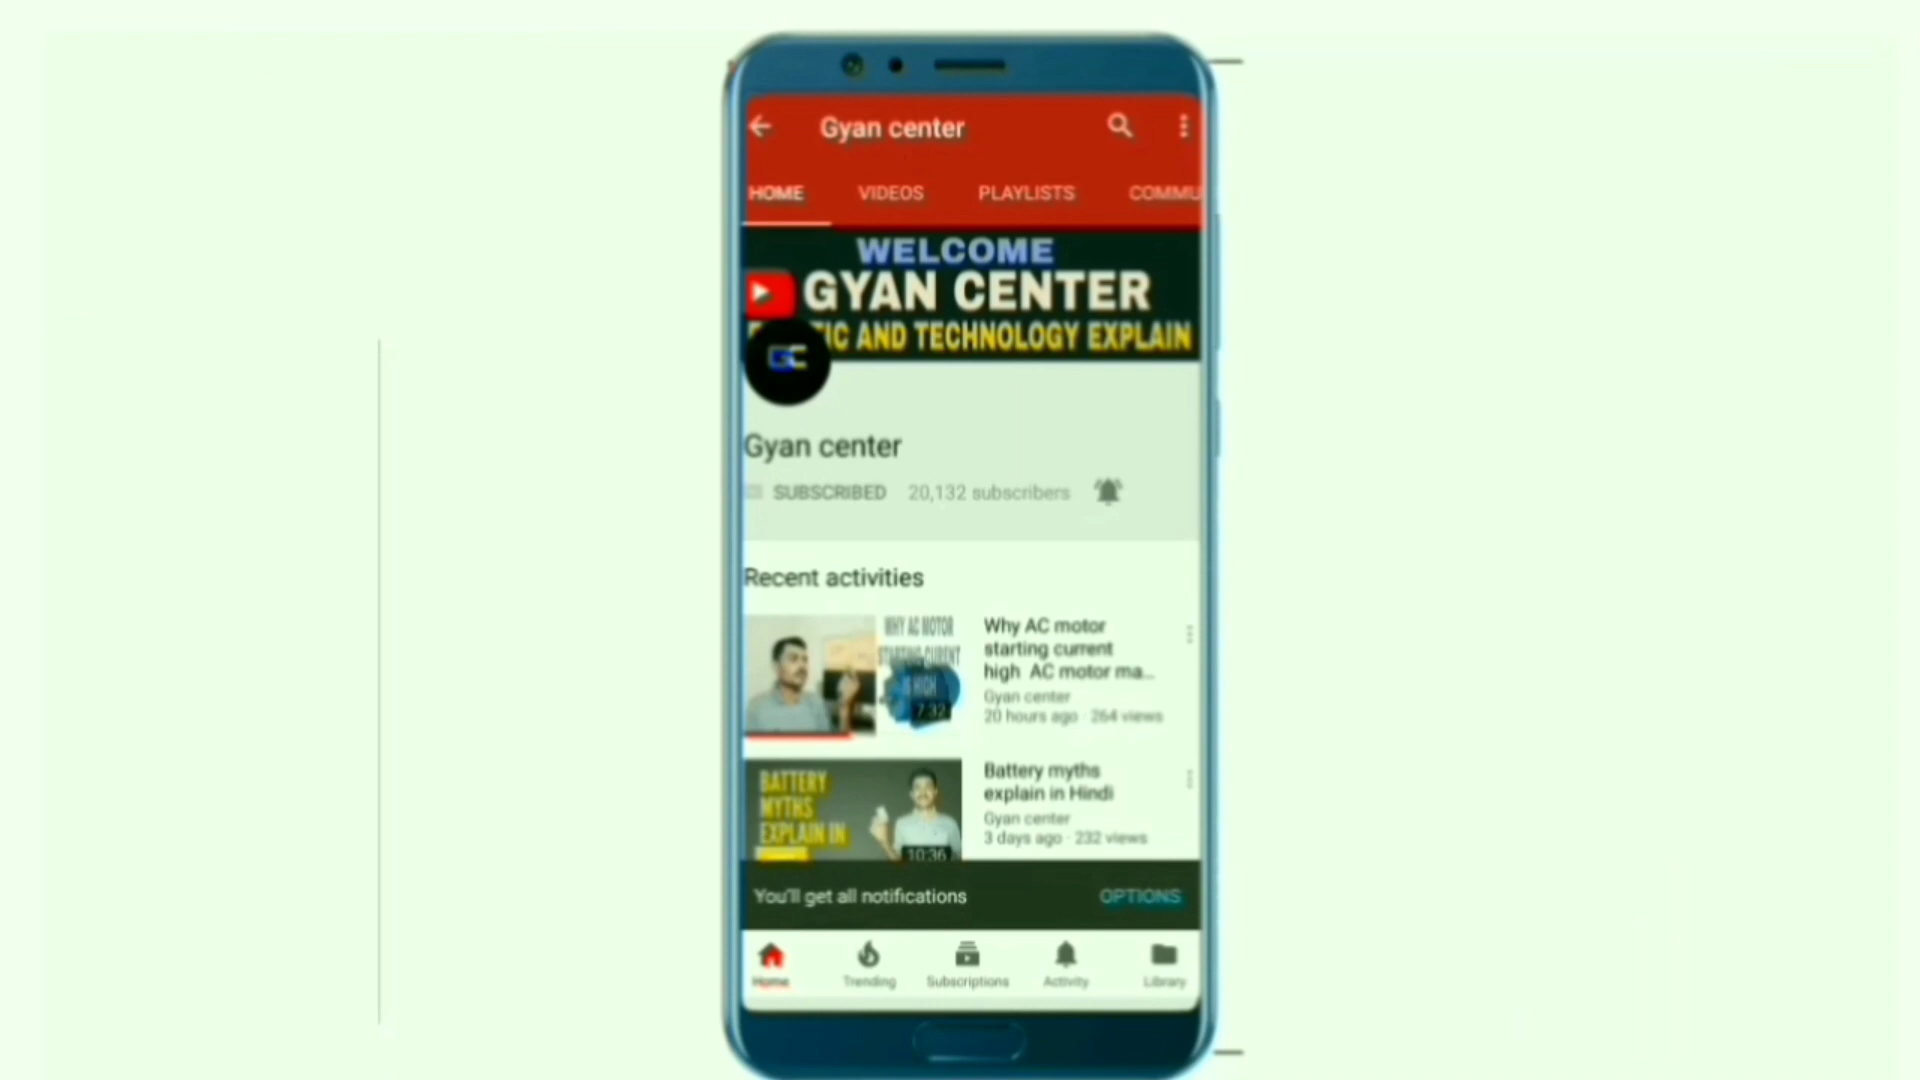 Gyan center
HOME VIDEOS PLAYLISTS COMMU
WELCOME
GYAN CENTER
AND TECHNOLOGY EXPLAIN
GC
Gyan center
SUBSCRIBED 20,132 subscribers
Recent activities
WHY AC MOTOR
STARTING CURENT
HIGH
7:32
Why AC motor
starting current
high AC motor ma...
Gyan center
20 hours ago · 264 views
BATTERY
MYTHS
EXPLAIN IN
10:36
Battery myths
explain in Hindi
Gyan center
3 days ago · 232 views
You'll get all notifications OPTIONS
Home Trending Subscriptions Activity Library